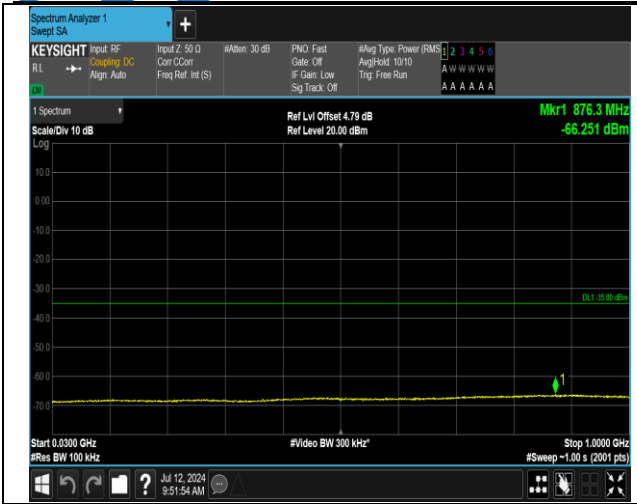 Spectrum Analyzer 1
Swept SA
+
KEYSIGHT
RL
LXI
Input: RF
Coupling: DC
Align: Auto
Input Z: 50 Ω
Corr CCorr
Freq Ref: Int (S)
#Atten: 30 dB
PNO: Fast
Gate: Off
IF Gain: Low
Sig Track: Off
#Avg Type: Power (RMS
Avg|Hold: 10/10
Trig: Free Run
1 2 3 4 5 6
A W W W W W
A A A A A A
1 Spectrum
Scale/Div 10 dB
Log
Ref Lvl Offset 4.79 dB
Ref Level 20.00 dBm
Mkr1 876.3 MHz
-66.251 dBm
10.0
0.00
-10.0
-20.0
-30.0
DL1 -35.00 dBm
-40.0
-50.0
-60.0
1
-70.0
Start 0.0300 GHz
#Res BW 100 kHz
#Video BW 300 kHz*
Stop 1.0000 GHz
#Sweep ~1.00 s (2001 pts)
?
Jul 12, 2024
9:51:54 AM